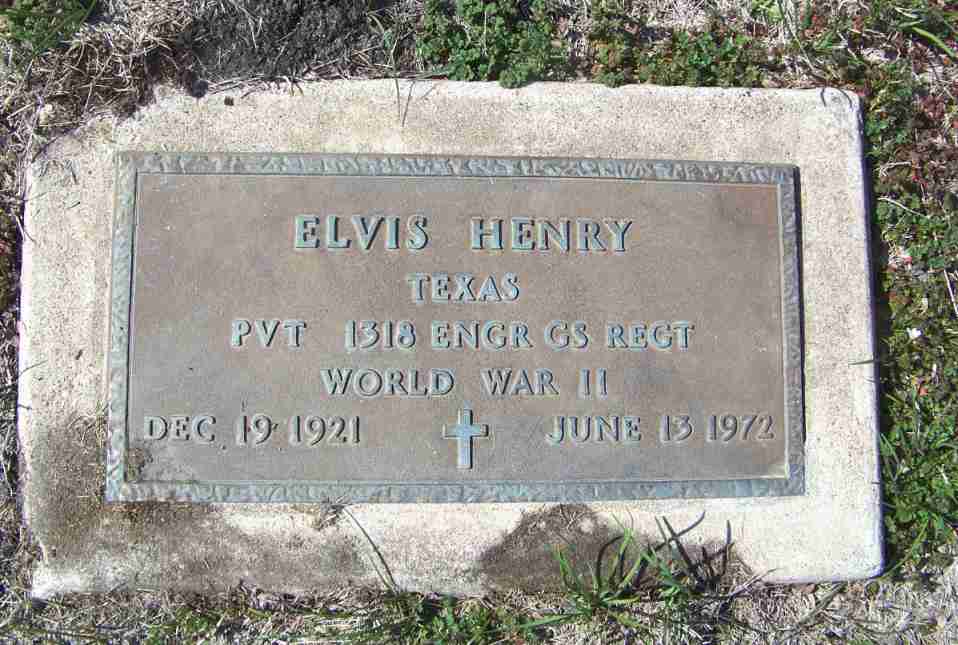 ELVIS HENRY
TEXAS
PVT 1318 ENGR GS REGT
WORLD WAR II
DEC 19 1921 JUNE 13 1972